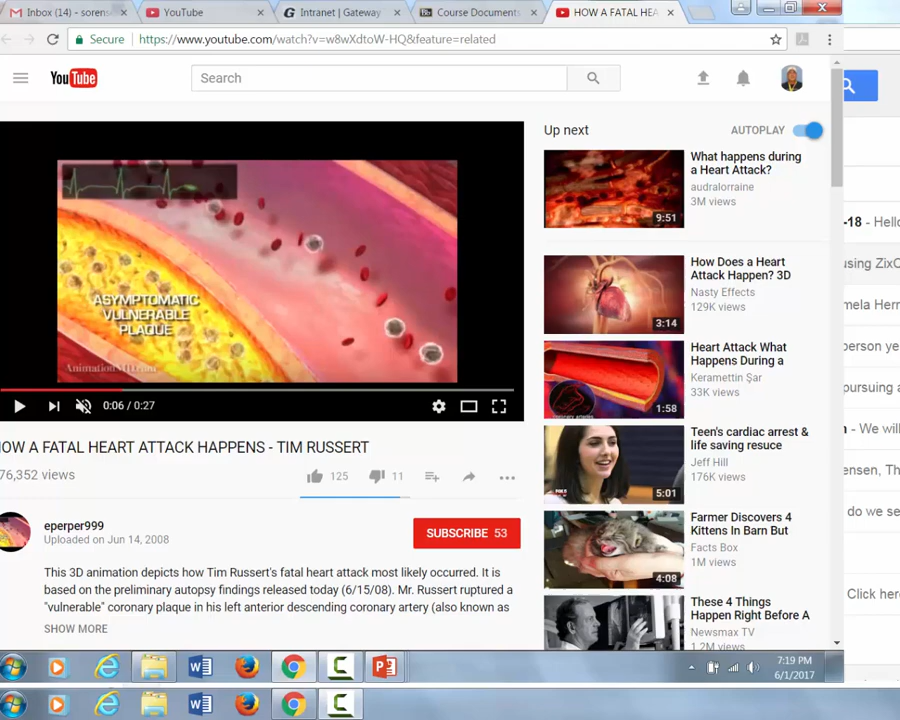 Inbox (14) - sorens
YouTube
Intranet | Gateway
Course Documents
HOW A FATAL HEA
Secure
https://www.youtube.com/watch?v=w8wXdtoW-HQ&feature=related
YouTube
Search
ASYMPTOMATIC
VULNERABLE
PLAQUE
AnimationMD.com
0:06 / 0:27
OW A FATAL HEART ATTACK HAPPENS - TIM RUSSERT
76,352 views
125
11
eperper999
Uploaded on Jun 14, 2008
SUBSCRIBE 53
This 3D animation depicts how Tim Russert's fatal heart attack most likely occurred. It is
based on the preliminary autopsy findings released today (6/15/08). Mr. Russert ruptured a
"vulnerable" coronary plaque in his left anterior descending coronary artery (also known as
SHOW MORE
Up next
AUTOPLAY
9:51
What happens during
a Heart Attack?
audralorraine
3M views
3:14
How Does a Heart
Attack Happen? 3D
Nasty Effects
129K views
1:58
Heart Attack What
Happens During a
Keramettin Şar
33K views
5:01
Teen's cardiac arrest &
life saving resuce
Jeff Hill
176K views
4:08
Farmer Discovers 4
Kittens In Barn But
Facts Box
1M views
These 4 Things
Happen Right Before A
Newsmax TV
1.2M views
-18 - Hello
using ZixC
mela Her
person ye
pursuing a
n - We will
ensen, Th
do we se
Click here
7:19 PM
6/1/2017